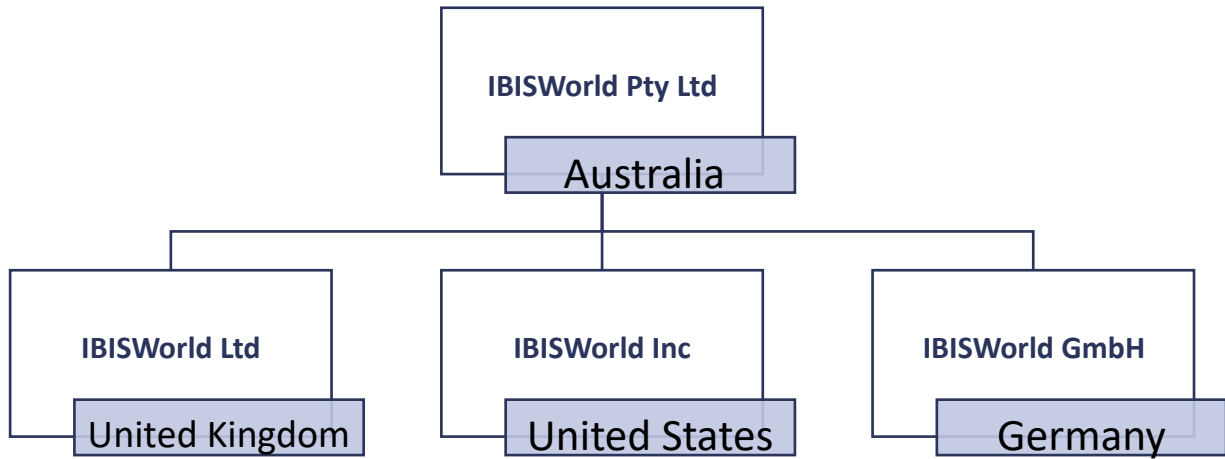 IBISWorld Pty Ltd
Australia
IBISWorld Ltd
United Kingdom
IBISWorld Inc
United States
IBISWorld GmbH
Germany